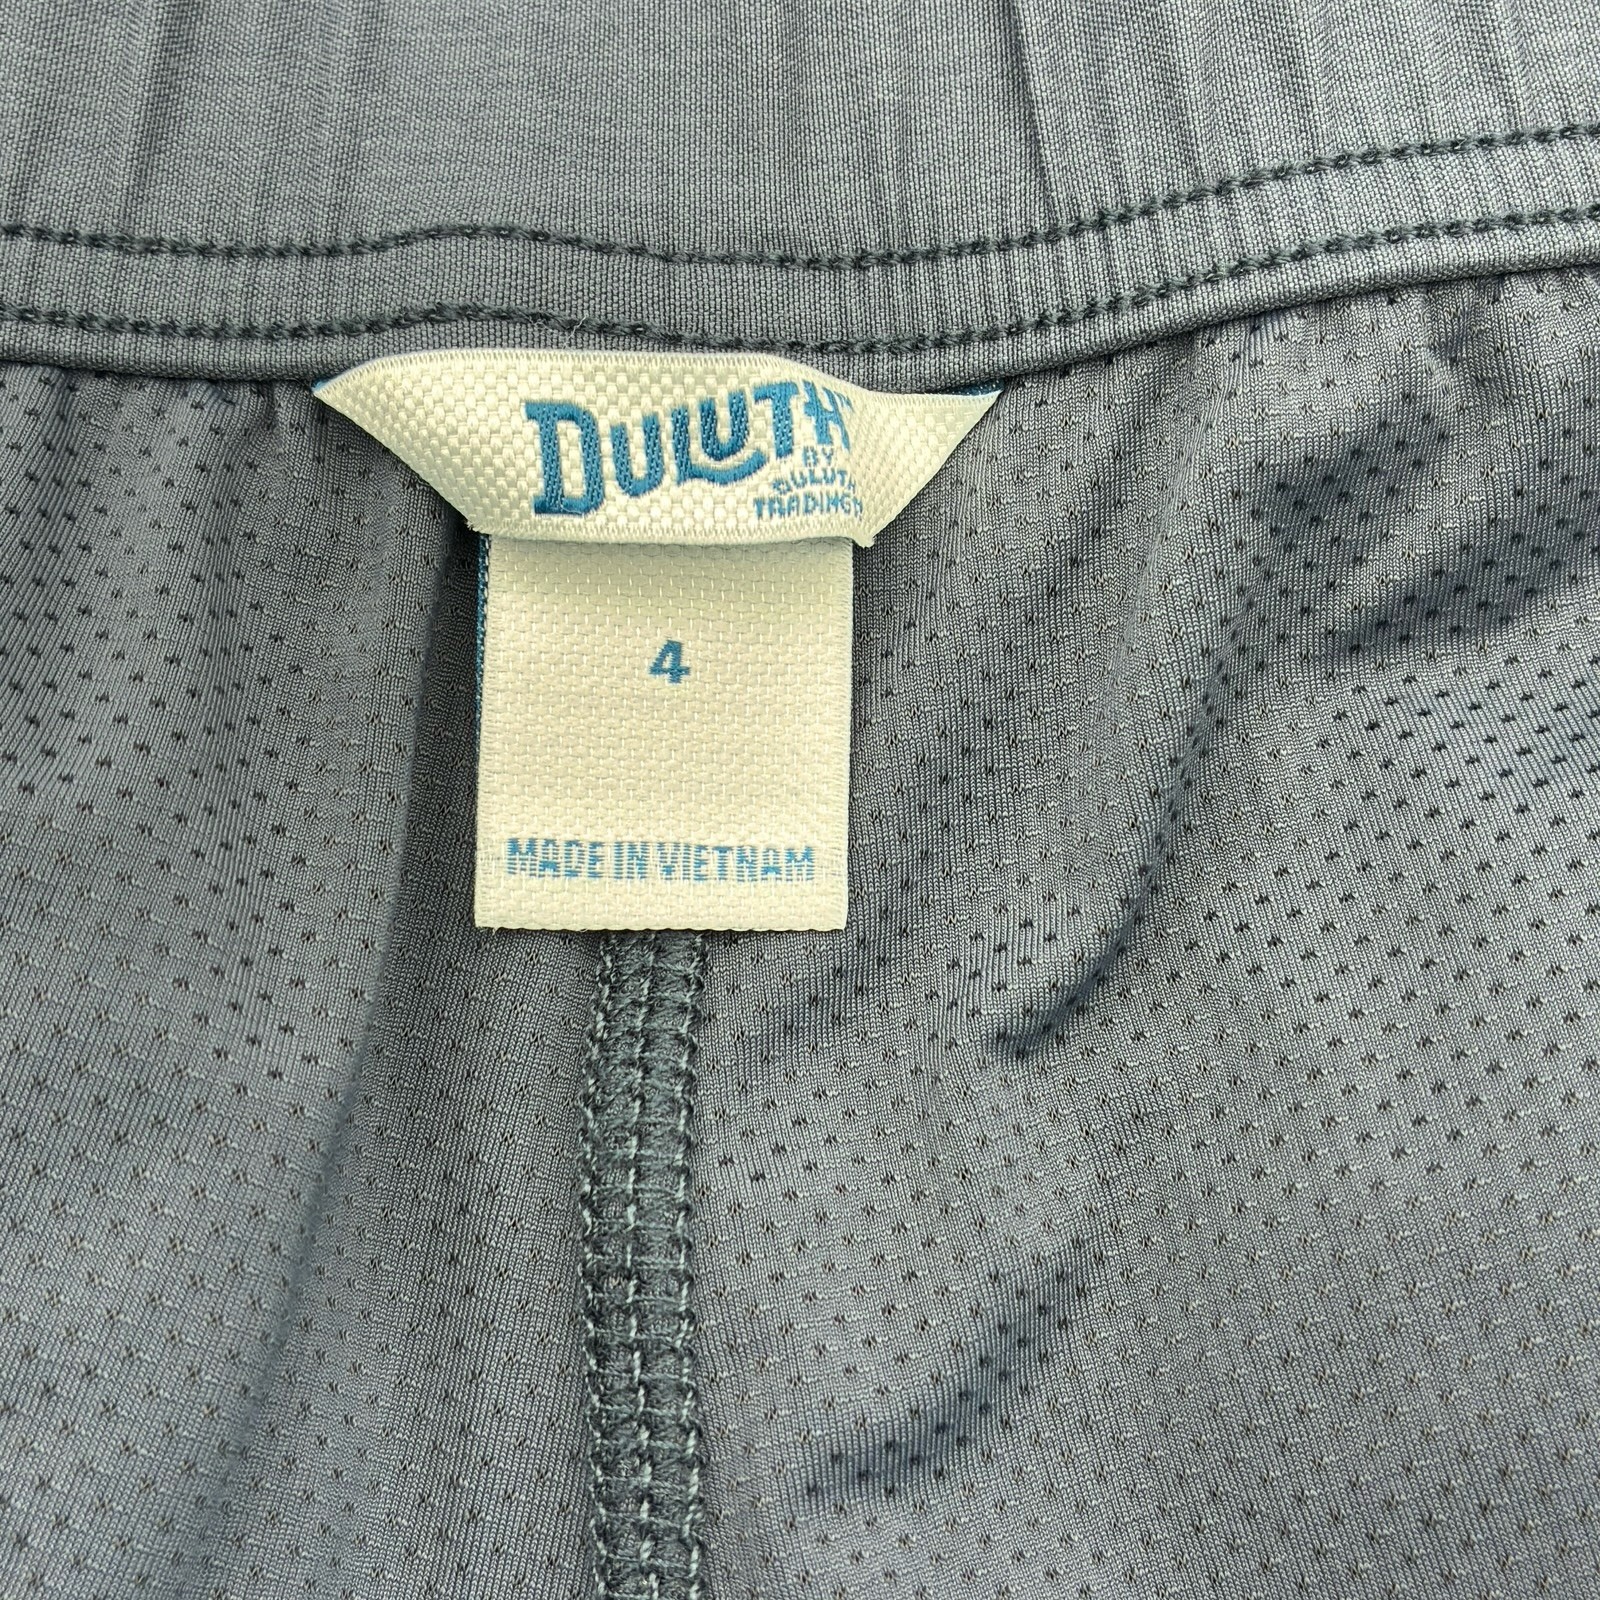 DULUTH
BY
DULUTH
TRADING
4
MADE IN VIETNAM